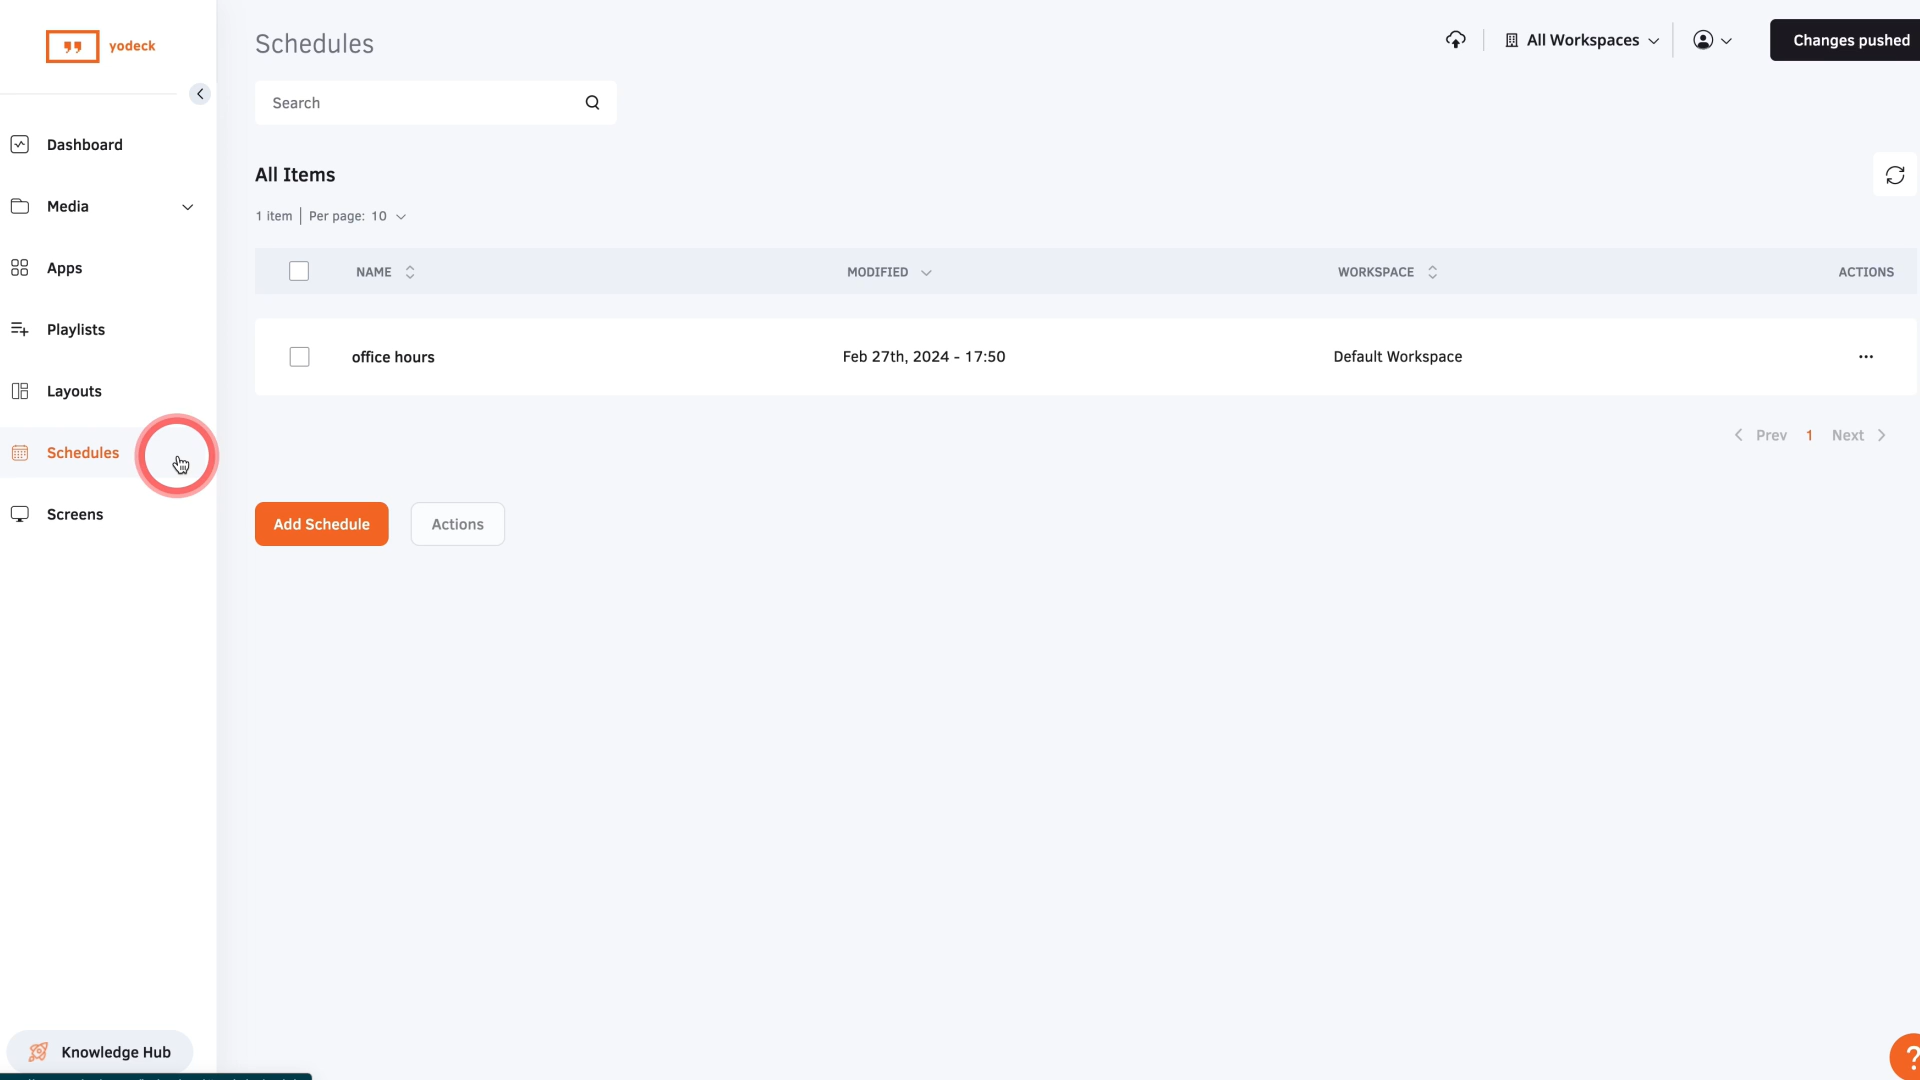 yodeck
Schedules
All Workspaces
Changes pushed
Search
Dashboard
All Items
Media
1 item | Per page: 10
Apps
NAME MODIFIED WORKSPACE ACTIONS
Playlists
office hours Feb 27th, 2024 - 17:50 Default Workspace ...
Layouts
Prev 1 Next
Schedules
Screens
Add Schedule Actions
Knowledge Hub
?